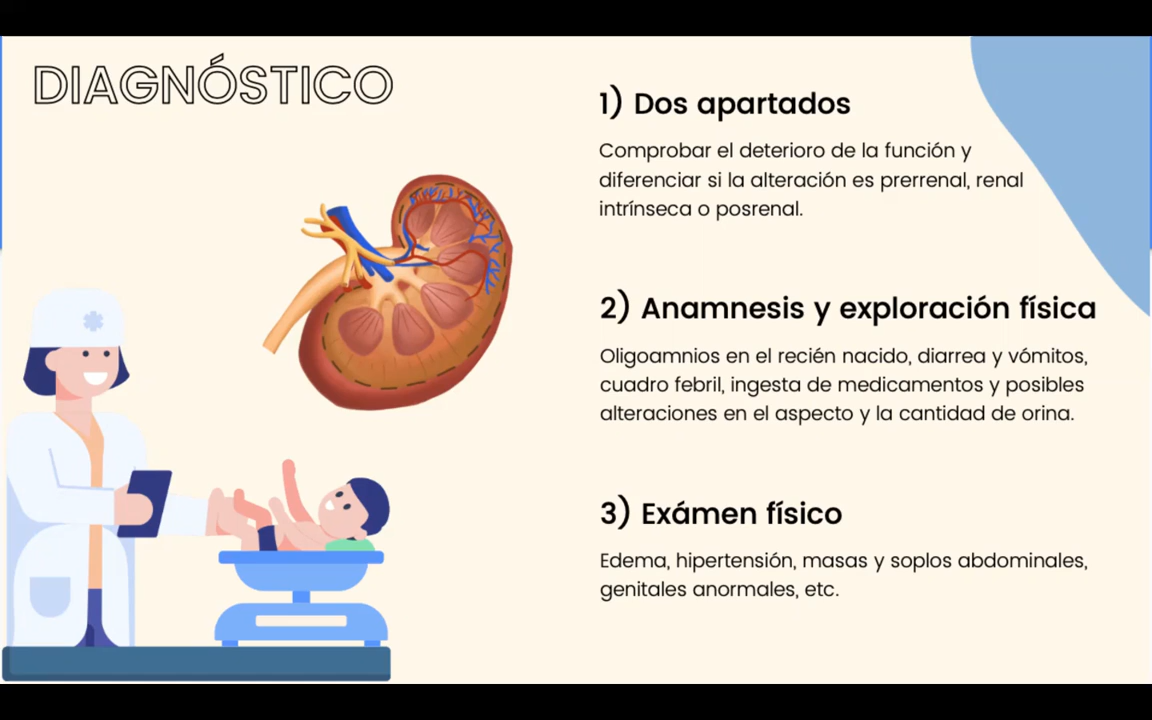 DIAGNÓSTICO
1) Dos apartados
Comprobar el deterioro de la función y
diferenciar si la alteración es prerrenal, renal
intrínseca o posrenal.
2) Anamnesis y exploración física
Oligoamnios en el recién nacido, diarrea y vómitos,
cuadro febril, ingesta de medicamentos y posibles
alteraciones en el aspecto y la cantidad de orina.
3) Exámen físico
Edema, hipertensión, masas y soplos abdominales,
genitales anormales, etc.